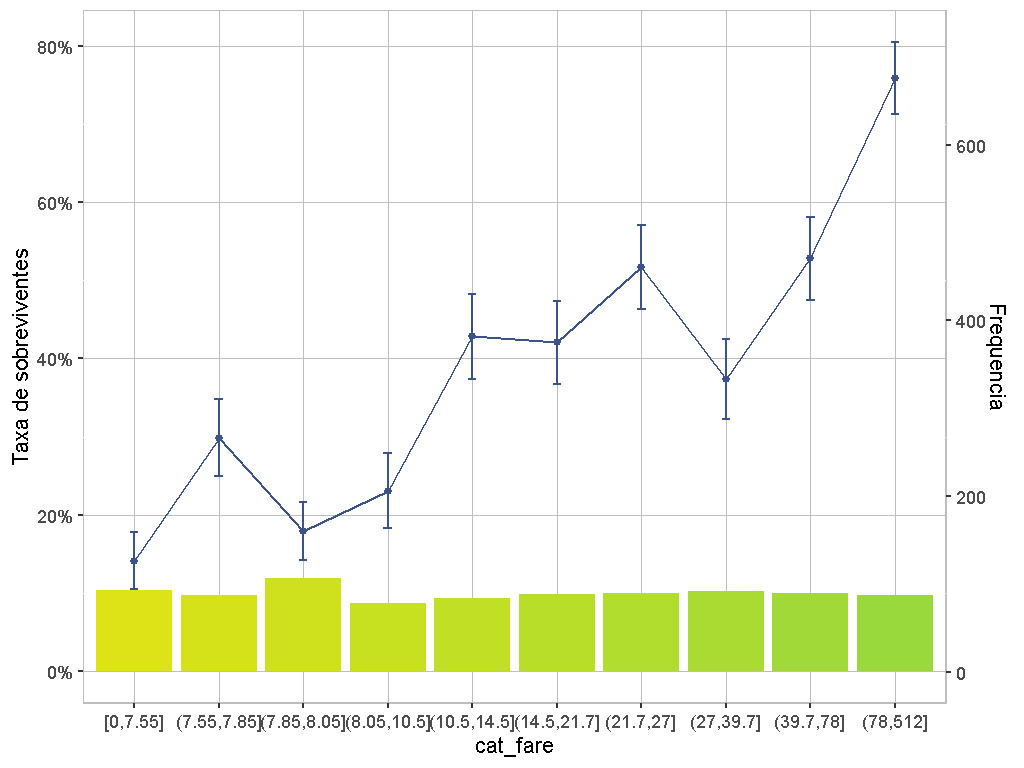 80%
60%
40%
20%
0%
Taxa de sobreviventes
600
400
200
0
Frequencia
[0,7.55] (7.55,7.85] (7.85,8.05] (8.05,10.5] (10.5,14.5] (14.5,21.7] (21.7,27] (27,39.7] (39.7,78] (78,512]
cat_fare